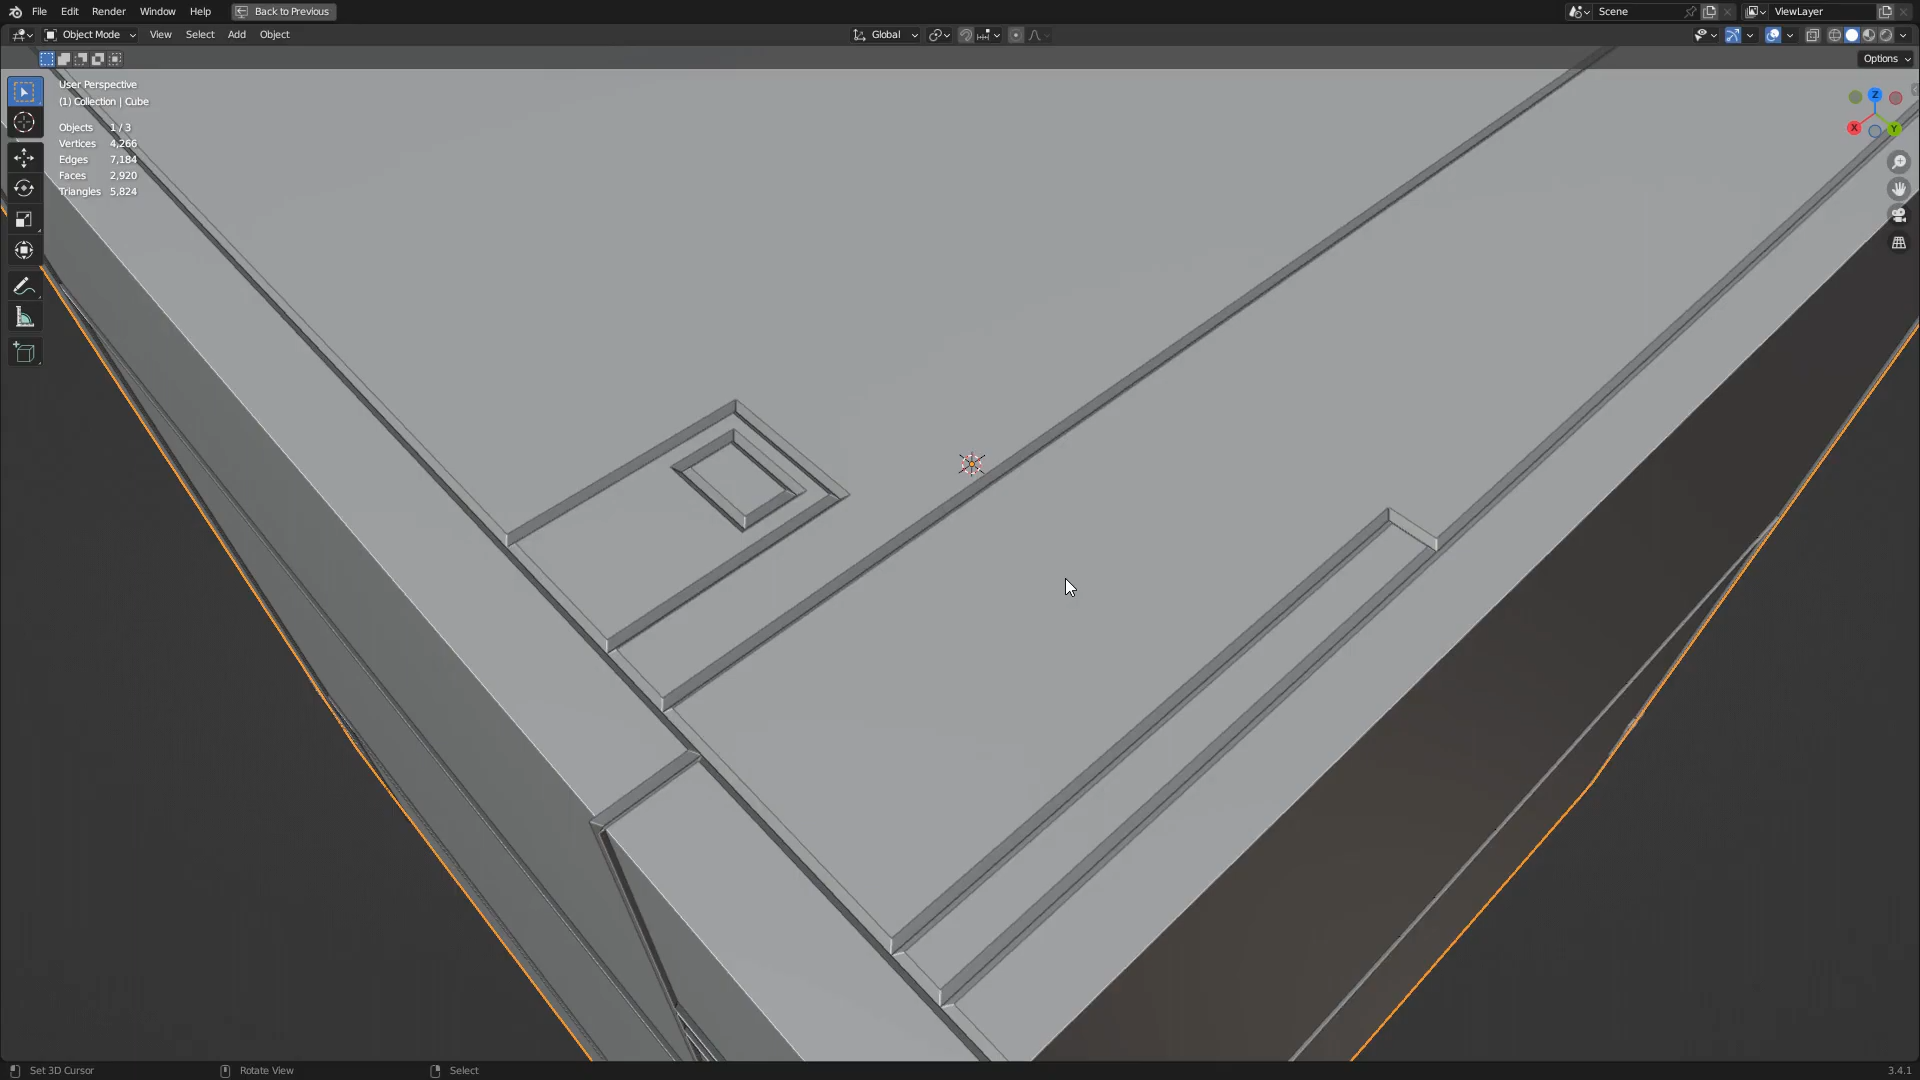 File Edit Render Window Help Back to Previous
Scene
ViewLayer
Object Mode View Select Add Object
Global
Options
User Perspective
(1) Collection | Cube
Objects 1 / 3
Vertices 4,266
Edges 7,184
Faces 2,920
Triangles 5,824
Z
X
Y
Set 3D Cursor
Rotate View
Select
3.4.1